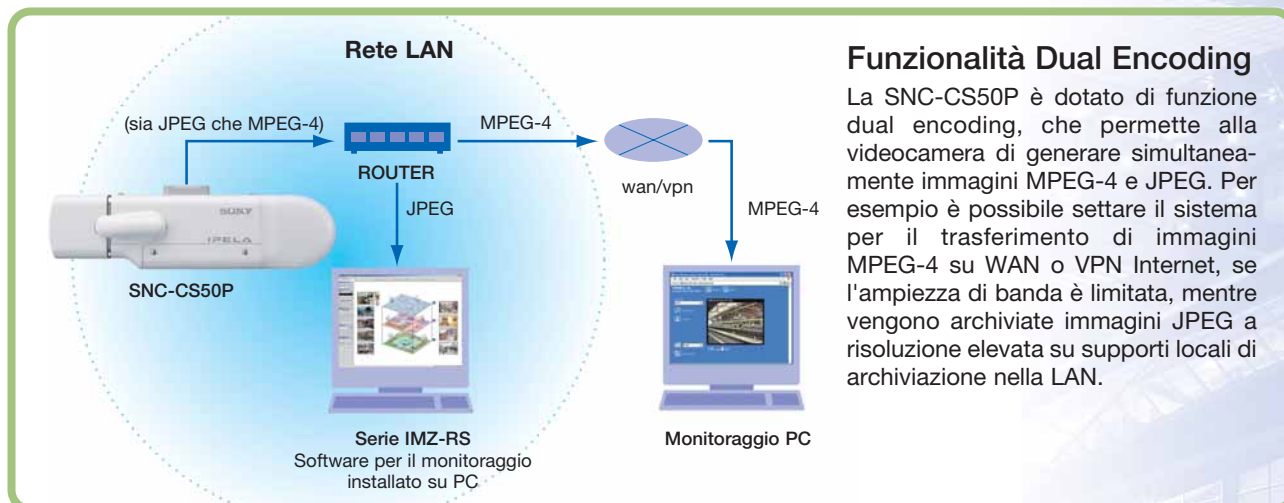 Rete LAN
(sia JPEG che MPEG-4)
MPEG-4
ROUTER
JPEG
wan/vpn
MPEG-4
SONY
IPELA
SNC-CS50P
Serie IMZ-RS
Software per il monitoraggio
installato su PC
Monitoraggio PC
Funzionalità Dual Encoding
La SNC-CS50P è dotato di funzione
dual encoding, che permette alla
videocamera di generare simultanea-
mente immagini MPEG-4 e JPEG. Per
esempio è possibile settare il sistema
per il trasferimento di immagini
MPEG-4 su WAN o VPN Internet, se
l'ampiezza di banda è limitata, mentre
vengono archiviate immagini JPEG a
risoluzione elevata su supporti locali di
archiviazione nella LAN.